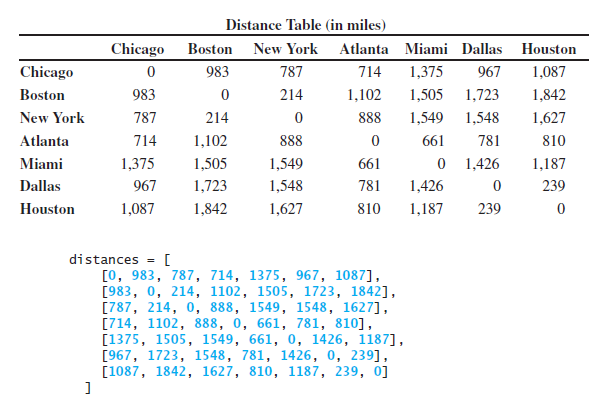 Distance Table (in miles)
Chicago Boston New York Atlanta Miami Dallas Houston
Chicago 0 983 787 714 1,375 967 1,087
Boston 983 0 214 1,102 1,505 1,723 1,842
New York 787 214 0 888 1,549 1,548 1,627
Atlanta 714 1,102 888 0 661 781 810
Miami 1,375 1,505 1,549 661 0 1,426 1,187
Dallas 967 1,723 1,548 781 1,426 0 239
Houston 1,087 1,842 1,627 810 1,187 239 0
distances = [
[0, 983, 787, 714, 1375, 967, 1087],
[983, 0, 214, 1102, 1505, 1723, 1842],
[787, 214, 0, 888, 1549, 1548, 1627],
[714, 1102, 888, 0, 661, 781, 810],
[1375, 1505, 1549, 661, 0, 1426, 1187],
[967, 1723, 1548, 781, 1426, 0, 239],
[1087, 1842, 1627, 810, 1187, 239, 0]
]